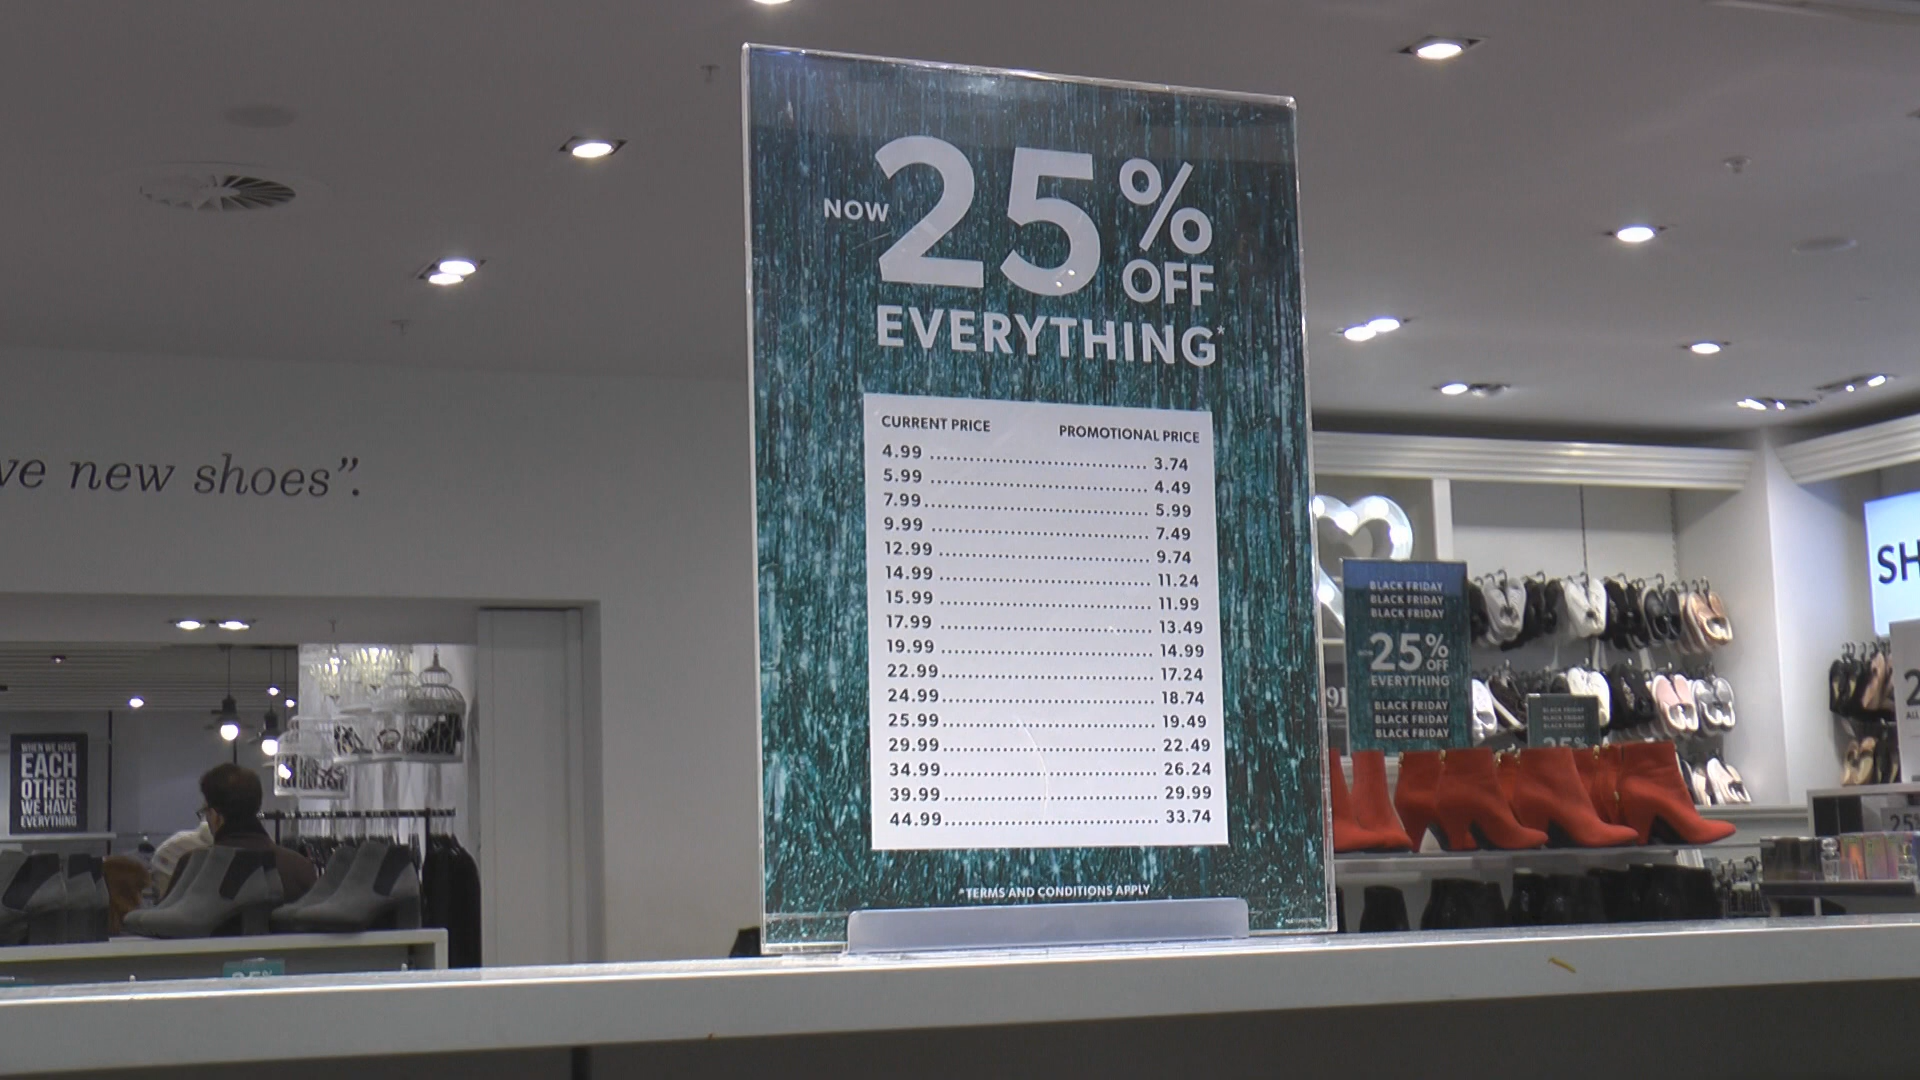 NOW 25% OFF
EVERYTHING*
CURRENT PRICE PROMOTIONAL PRICE
4.99 3.74
5.99 4.49
7.99 5.99
9.99 7.49
12.99 9.74
14.99 11.24
15.99 11.99
17.99 13.49
19.99 14.99
22.99 17.24
24.99 18.74
25.99 19.49
29.99 22.49
34.99 26.24
39.99 29.99
44.99 33.74
*TERMS AND CONDITIONS APPLY
ve new shoes”.
WHEN WE HAVE
EACH
OTHER
WE HAVE
EVERYTHING
25%
BLACK FRIDAY
BLACK FRIDAY
BLACK FRIDAY
-25% OFF
EVERYTHING
BLACK FRIDAY
BLACK FRIDAY
BLACK FRIDAY
25%
SH
25%